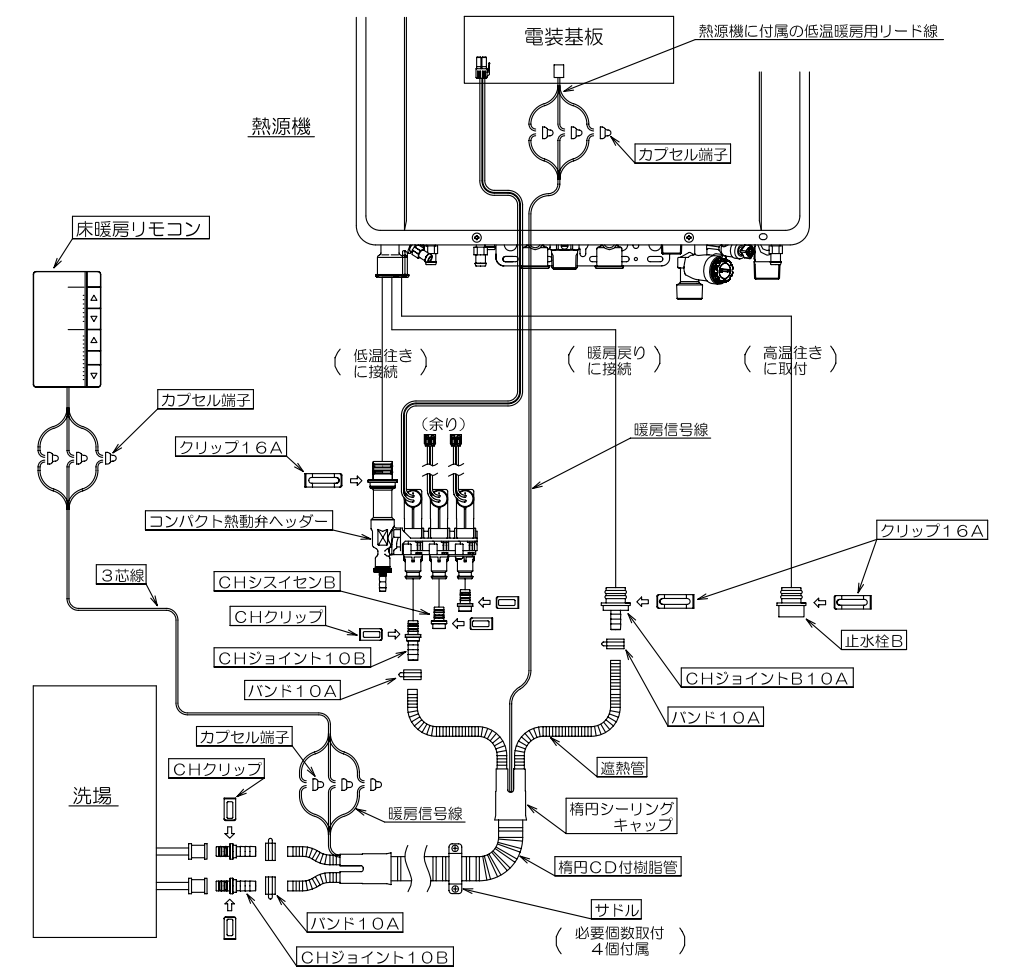 電装基板
熱源機に付属の低温暖房用リード線
熱源機
カプセル端子
床暖房リモコン
(低温往き
に接続)
(暖房戻り
に接続)
(高温往き
に取付)
カプセル端子
(余り)
暖房信号線
クリップ16A
コンパクト熱動弁ヘッダー
クリップ16A
3芯線
CHシスイセンB
CHクリップ
CHジョイント10B
バンド10A
止水栓B
CHジョイントB10A
バンド10A
カプセル端子
CHクリップ
遮熱管
洗場
暖房信号線
楕円シーリング
キャップ
楕円CD付樹脂管
サドル
(必要個数取付
4個付属)
バンド10A
CHジョイント10B